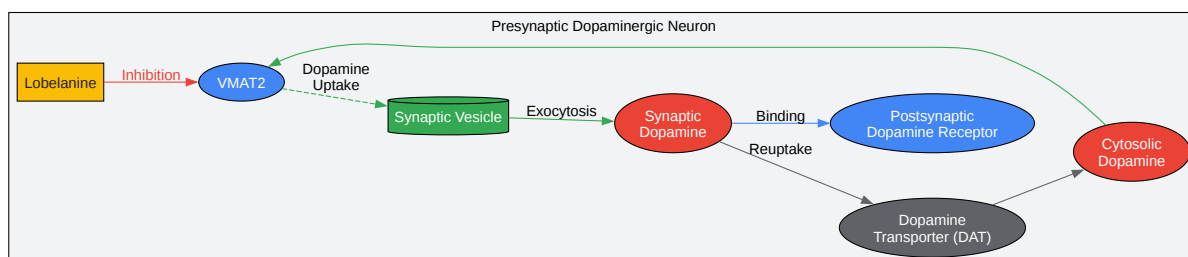 Presynaptic Dopaminergic Neuron
Lobelanine
Inhibition
VMAT2
Dopamine
Uptake
Synaptic Vesicle
Exocytosis
Synaptic
Dopamine
Binding
Postsynaptic
Dopamine Receptor
Reuptake
Dopamine
Transporter (DAT)
Cytosolic
Dopamine